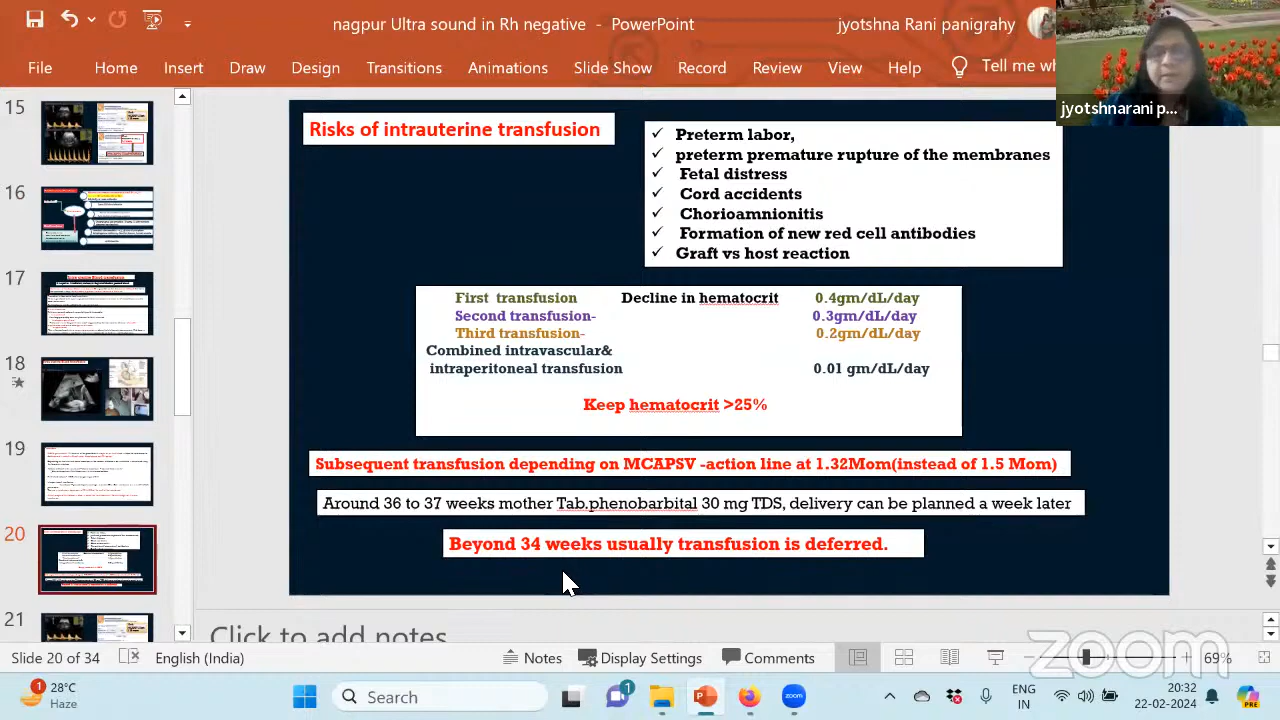 nagpur Ultra sound in Rh negative - PowerPoint
jyotshna Rani panigrahy
File Home Insert Draw Design Transitions Animations Slide Show Record Review View Help Tell me wh
jyotshnarani p...
15
16
17
18
19
20
21
Risks of intrauterine transfusion
✓ Preterm labor,
✓ preterm premature rupture of the membranes
✓ Fetal distress
✓ Cord accidents
✓ Chorioamnionitis
✓ Formation of new red cell antibodies
✓ Graft vs host reaction
First transfusion Decline in hematocrit 0.4gm/dL/day
Second transfusion- 0.3gm/dL/day
Third transfusion- 0.2gm/dL/day
Combined intravascular&
intraperitoneal transfusion 0.01 gm/dL/day
Keep hematocrit >25%
Subsequent transfusion depending on MCAPSV -action line at 1.32Mom(instead of 1.5 Mom)
Around 36 to 37 weeks mother Tab.phenobarbital 30 mg TDS, delivery can be planned a week later
Beyond 34 weeks usually transfusion is deferred.
Click to add notes
zoom
Slide 20 of 34 English (India) Notes Display Settings Comments 69%
1 28°C
Haze
Search
1
zoom
ENG
IN
20:32
22-02-2024
PRE